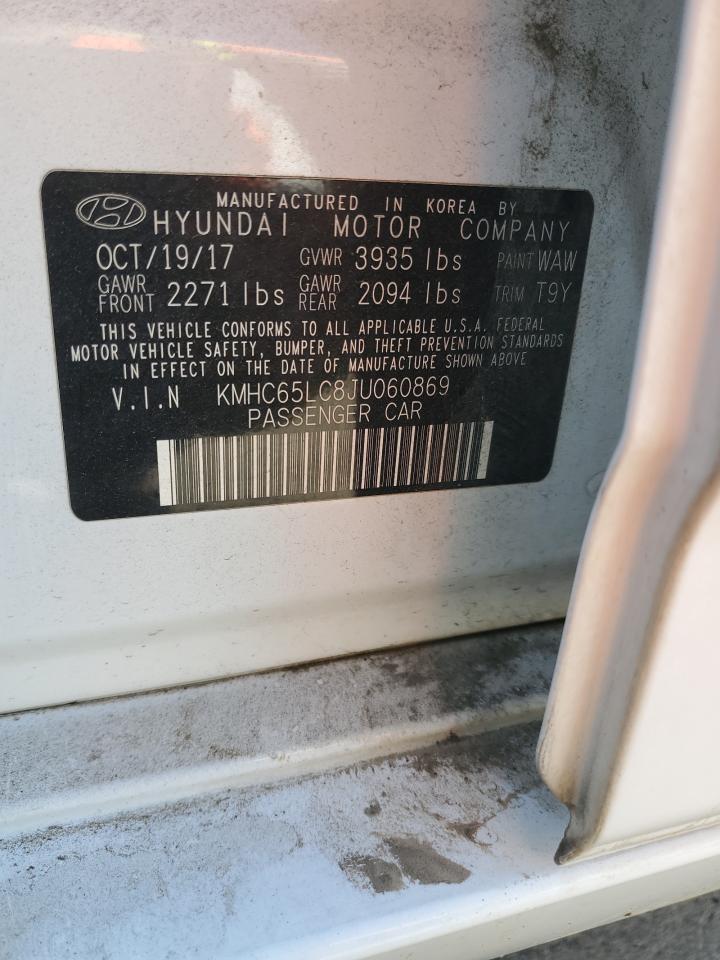 MANUFACTURED IN KOREA BY
HYUNDAI MOTOR COMPANY
OCT/19/17 GVWR 3935 lbs PAINT WAW
GAWR FRONT 2271 lbs GAWR REAR 2094 lbs TRIM T9Y
THIS VEHICLE CONFORMS TO ALL APPLICABLE U.S.A. FEDERAL
MOTOR VEHICLE SAFETY, BUMPER, AND THEFT PREVENTION STANDARDS
IN EFFECT ON THE DATE OF MANUFACTURE SHOWN ABOVE
V.I.N KMHC65LC8JU060869
PASSENGER CAR